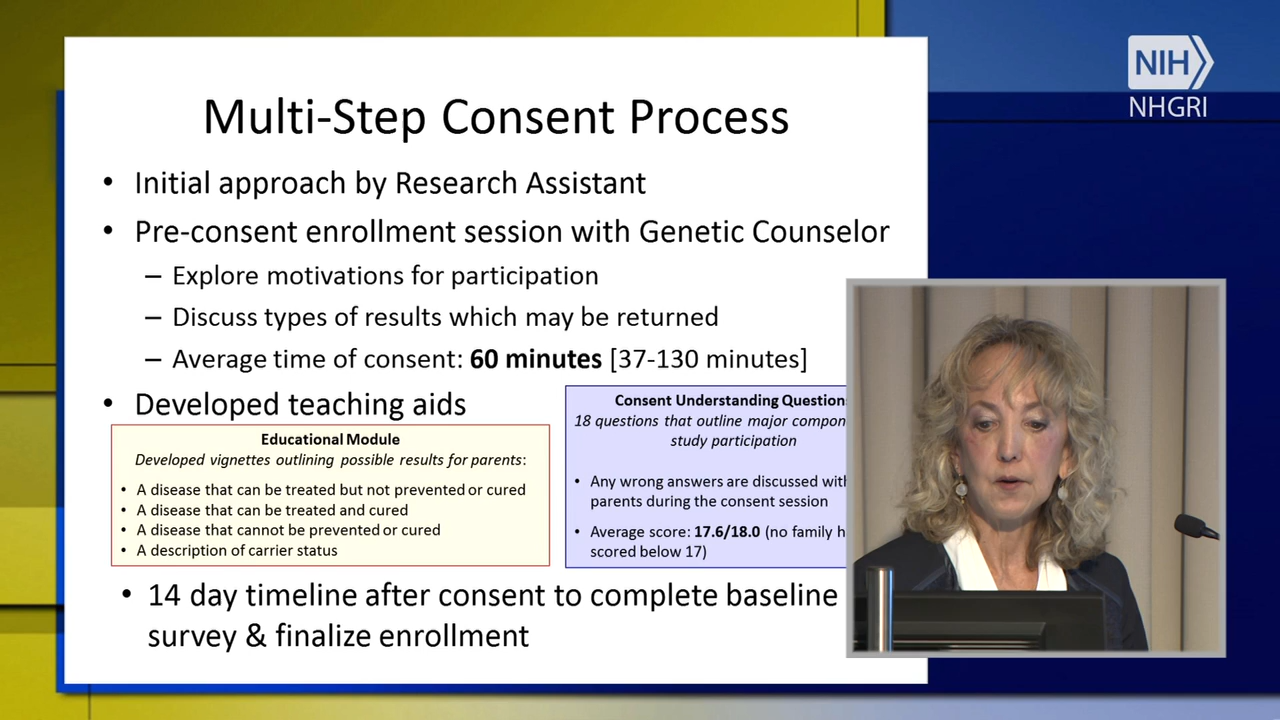 NIH
NHGRI
Multi-Step Consent Process
• Initial approach by Research Assistant
• Pre-consent enrollment session with Genetic Counselor
– Explore motivations for participation
– Discuss types of results which may be returned
– Average time of consent: 60 minutes [37-130 minutes]
• Developed teaching aids
Educational Module
Developed vignettes outlining possible results for parents:
• A disease that can be treated but not prevented or cured
• A disease that can be treated and cured
• A disease that cannot be prevented or cured
• A description of carrier status
Consent Understanding Question
18 questions that outline major compon
study participation
• Any wrong answers are discussed with
parents during the consent session
• Average score: 17.6/18.0 (no family h
scored below 17)
• 14 day timeline after consent to complete baseline
survey & finalize enrollment